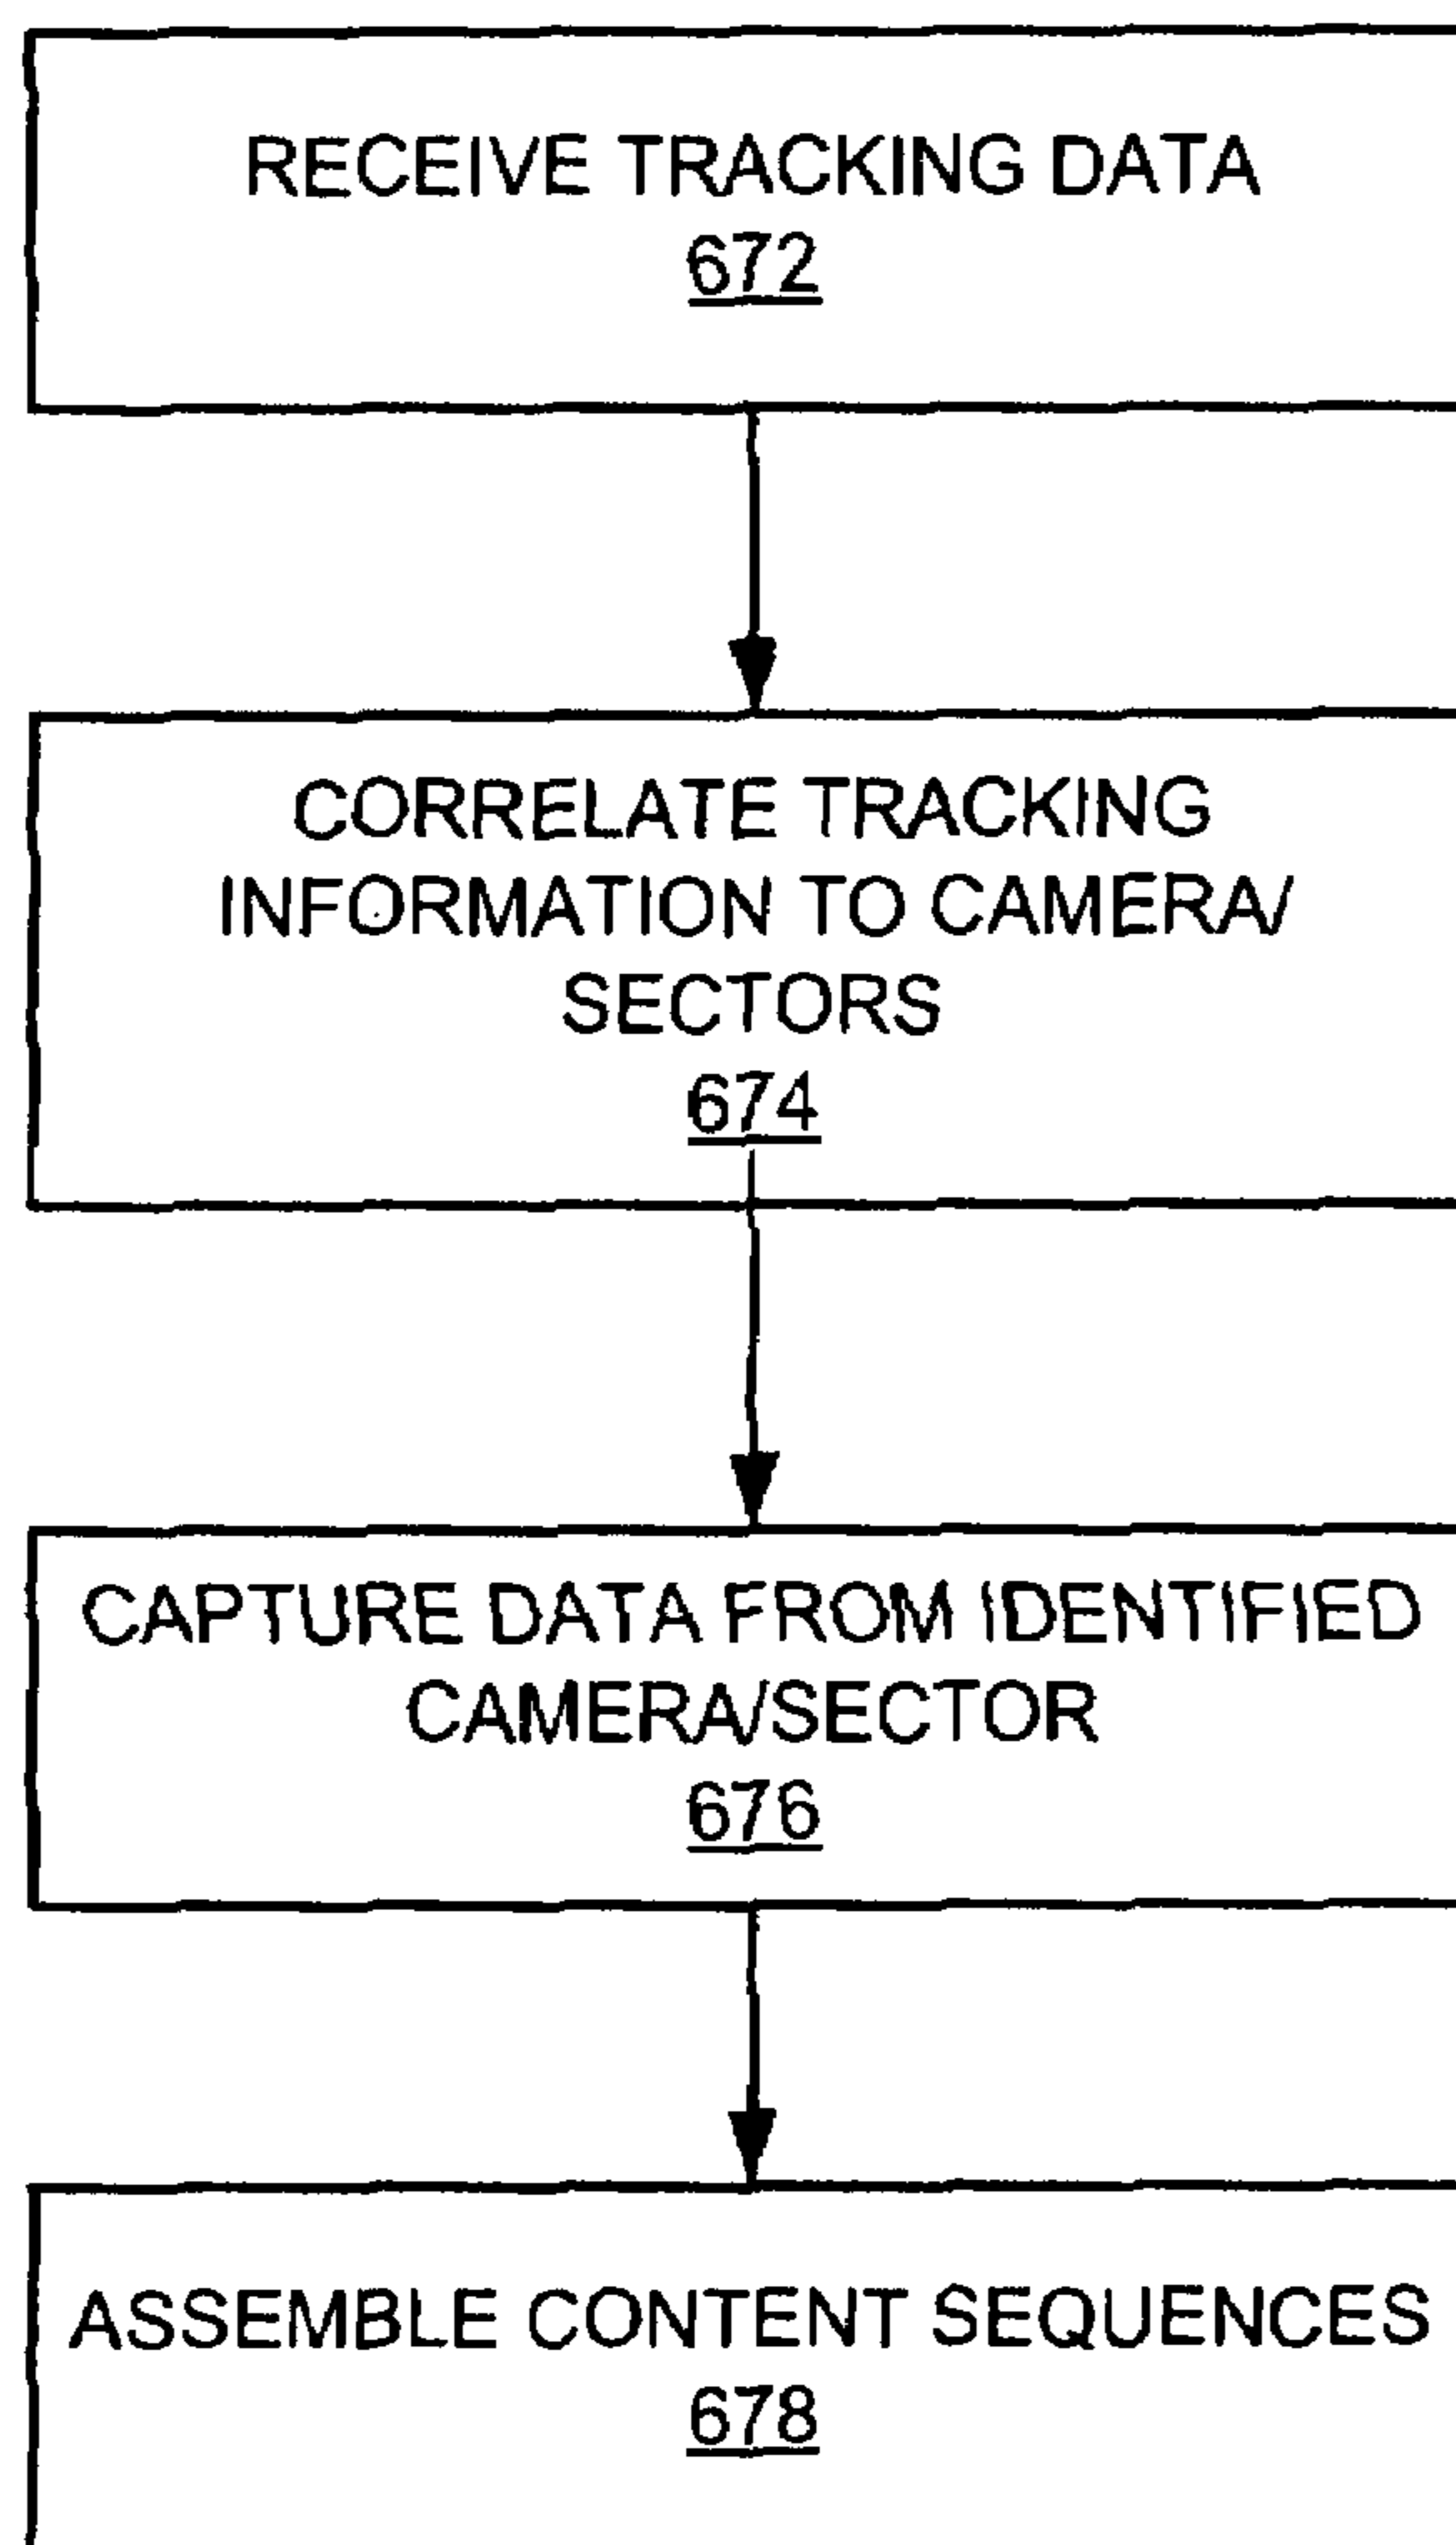 RECEIVE TRACKING DATA
672
CORRELATE TRACKING
INFORMATION TO CAMERA/
SECTORS
674
CAPTURE DATA FROM IDENTIFIED
CAMERA/SECTOR
676
ASSEMBLE CONTENT SEQUENCES
678